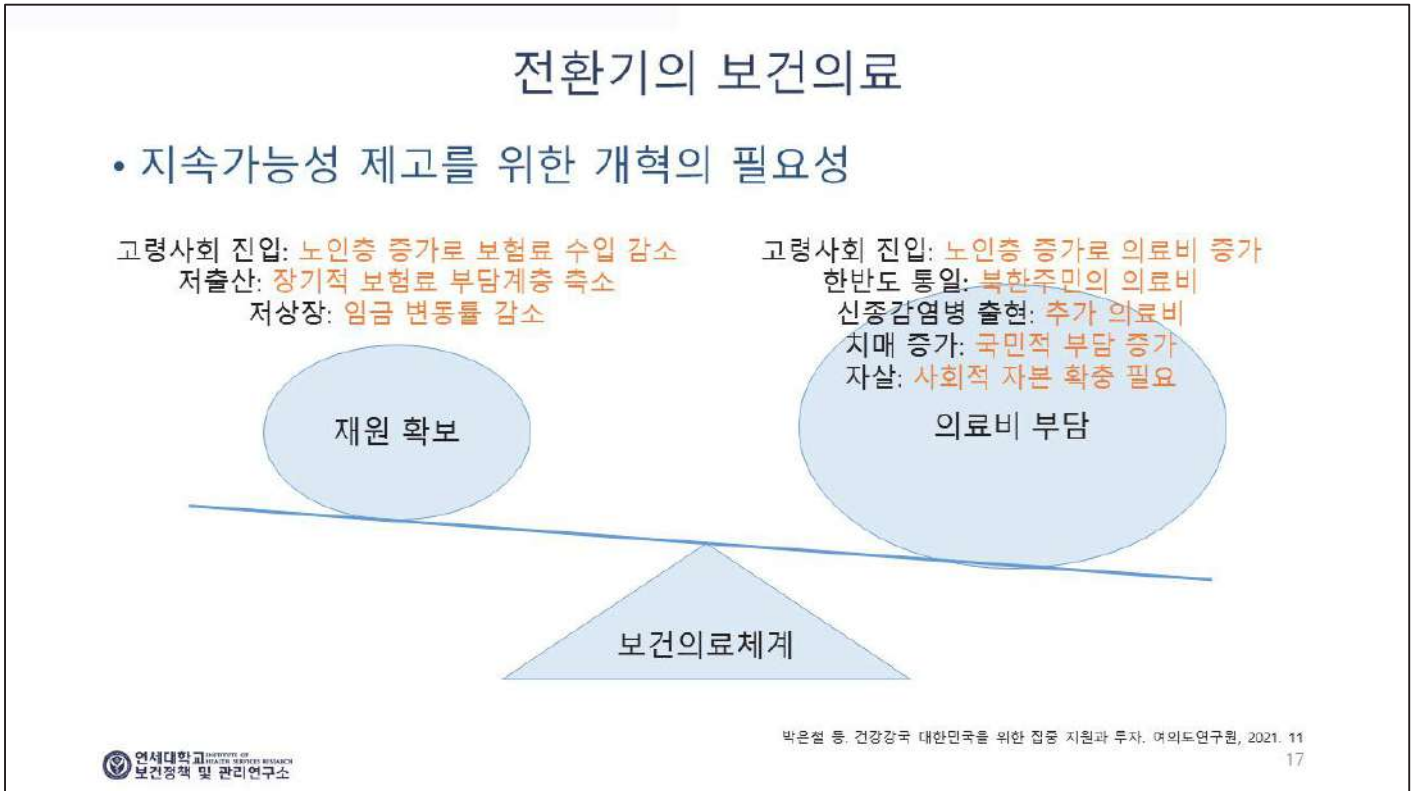 전환기의 보건의료
• 지속가능성 제고를 위한 개혁의 필요성
고령사회 진입: 노인층 증가로 보험료 수입 감소
저출산: 장기적 보험료 부담계층 축소
저상장: 임금 변동률 감소
고령사회 진입: 노인층 증가로 의료비 증가
한반도 통일: 북한주민의 의료비
신종감염병 출현: 추가 의료비
치매 증가: 국민적 부담 증가
자살: 사회적 자본 확충 필요
재원 확보
의료비 부담
보건의료체계
박은철 등. 건강강국 대한민국을 위한 집중 지원과 투자. 여의도연구원, 2021. 11
17
연세대학교 INSTITUTE OF HEALTH SERVICES RESEARCH
보건정책 및 관리연구소